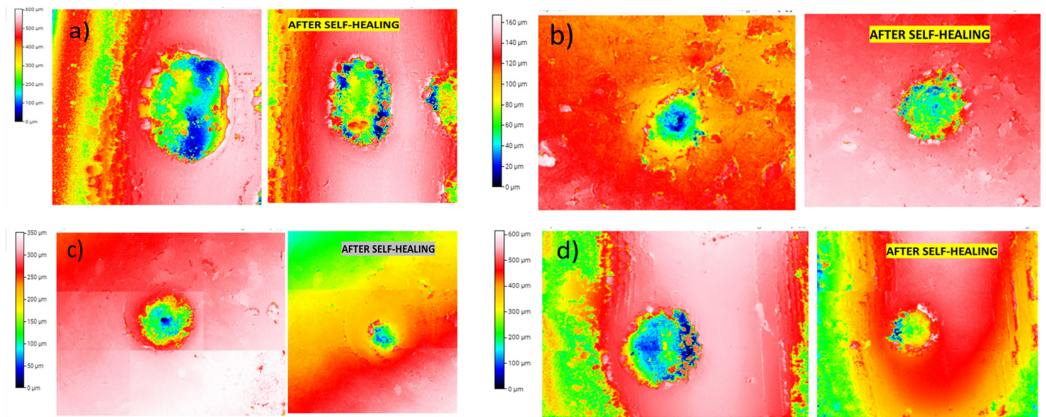 a)
600 µm
500 µm
400 µm
300 µm
200 µm
100 µm
0 µm
AFTER SELF-HEALING
b)
160 µm
140 µm
120 µm
100 µm
80 µm
60 µm
40 µm
20 µm
0 µm
AFTER SELF-HEALING
c)
350 µm
300 µm
250 µm
200 µm
150 µm
100 µm
50 µm
0 µm
AFTER SELF-HEALING
d)
600 µm
500 µm
400 µm
300 µm
200 µm
100 µm
0 µm
AFTER SELF-HEALING